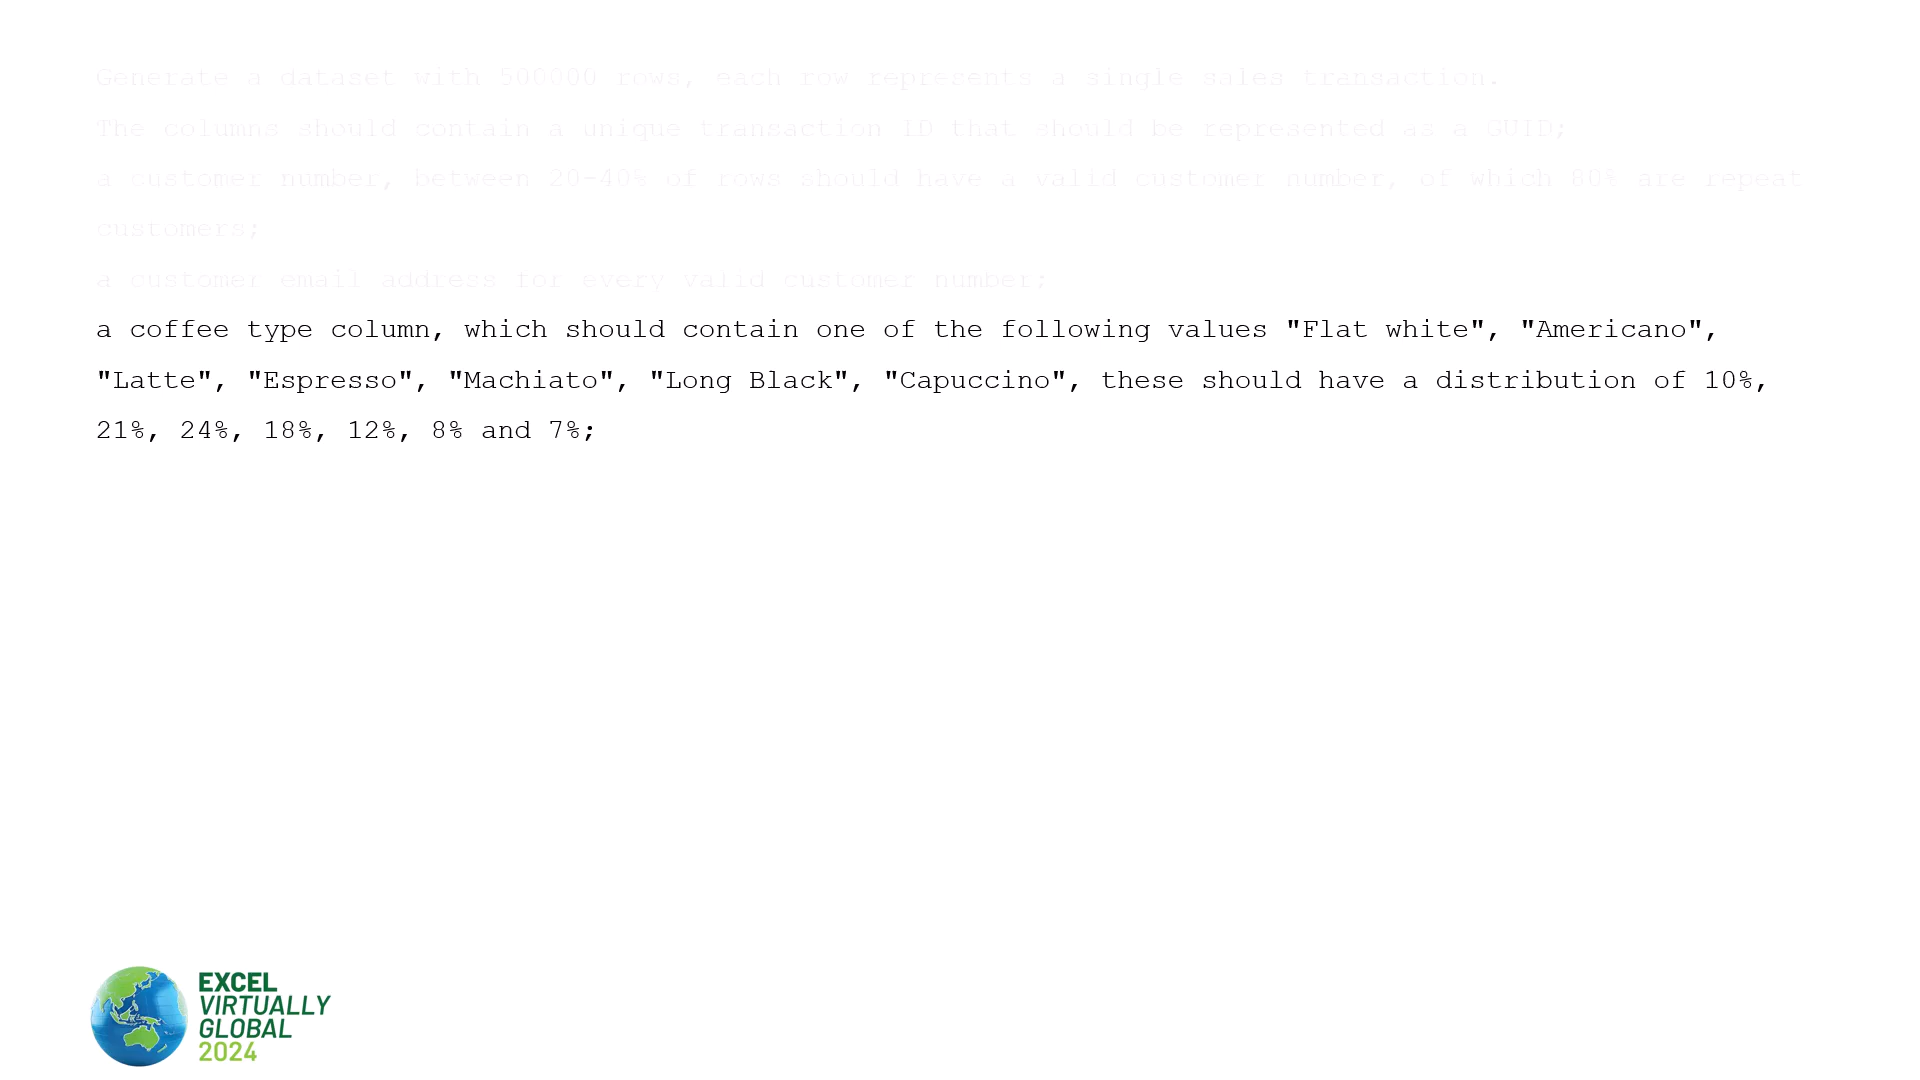 Generate a dataset with 500000 rows, each row represents a single sales transaction.
The columns should contain a unique transaction ID that should be represented as a GUID;
a customer number, between 20-40% of rows should have a valid customer number, of which 80% are repeat
customers;
a customer email address for every valid customer number;
a coffee type column, which should contain one of the following values "Flat white", "Americano",
"Latte", "Espresso", "Machiato", "Long Black", "Capuccino", these should have a distribution of 10%,
21%, 24%, 18%, 12%, 8% and 7%;
EXCEL
VIRTUALLY
GLOBAL
2024